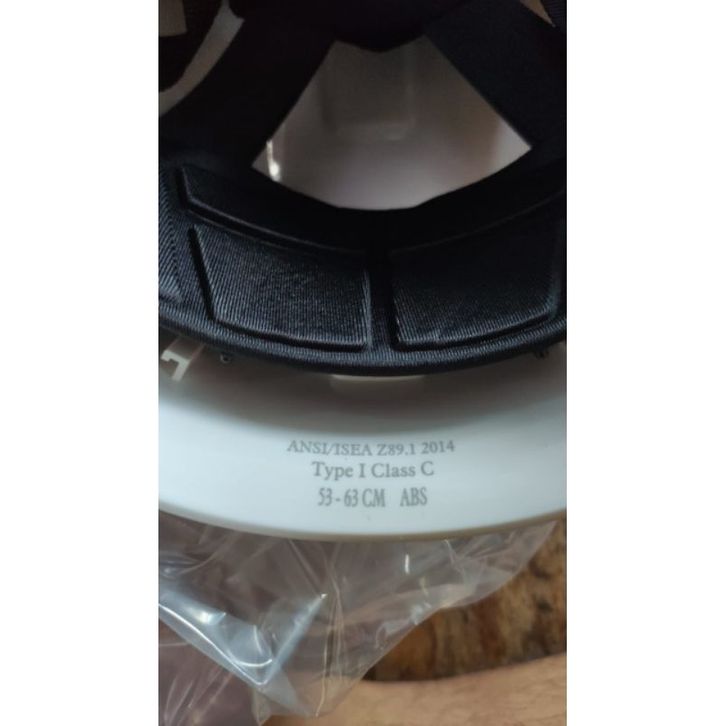 ANSI/ISEA Z89.1 2014
Type I Class C
53 - 63 CM ABS